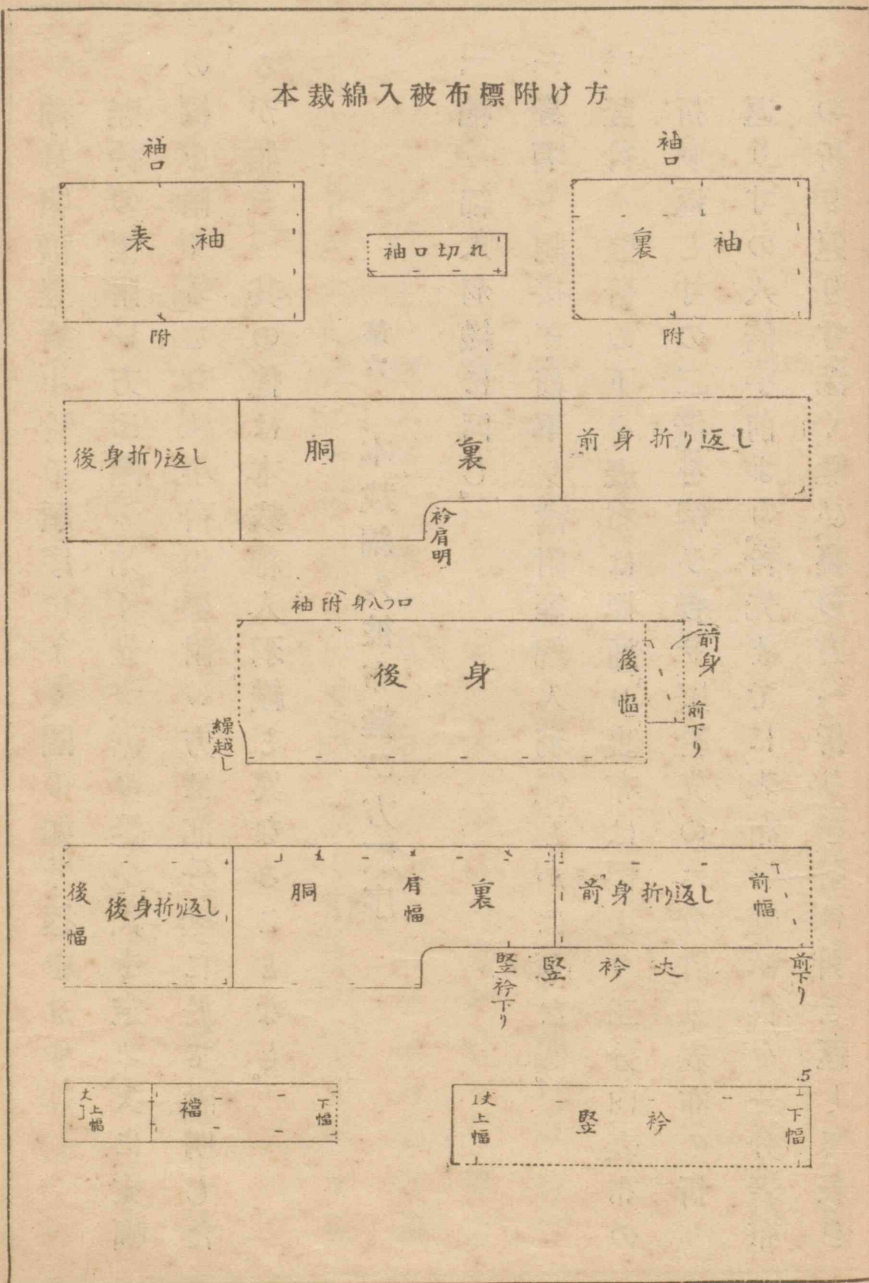 本裁綿入被布標附け方
袖口
表袖
附
袖口切れ
袖口
裏袖
附
後身折り返し
胴裏
前身折り返し
衿肩明
袖附身八つ口
後身
後幅
前身
前下り
繰越し
後幅
後身折り返し
胴裏
肩幅
前身折り返し
前幅
竪衿下り
竪衿丈
前下り
丈
上幅
襠
下幅
丈
上幅
竪衿
下幅
.5